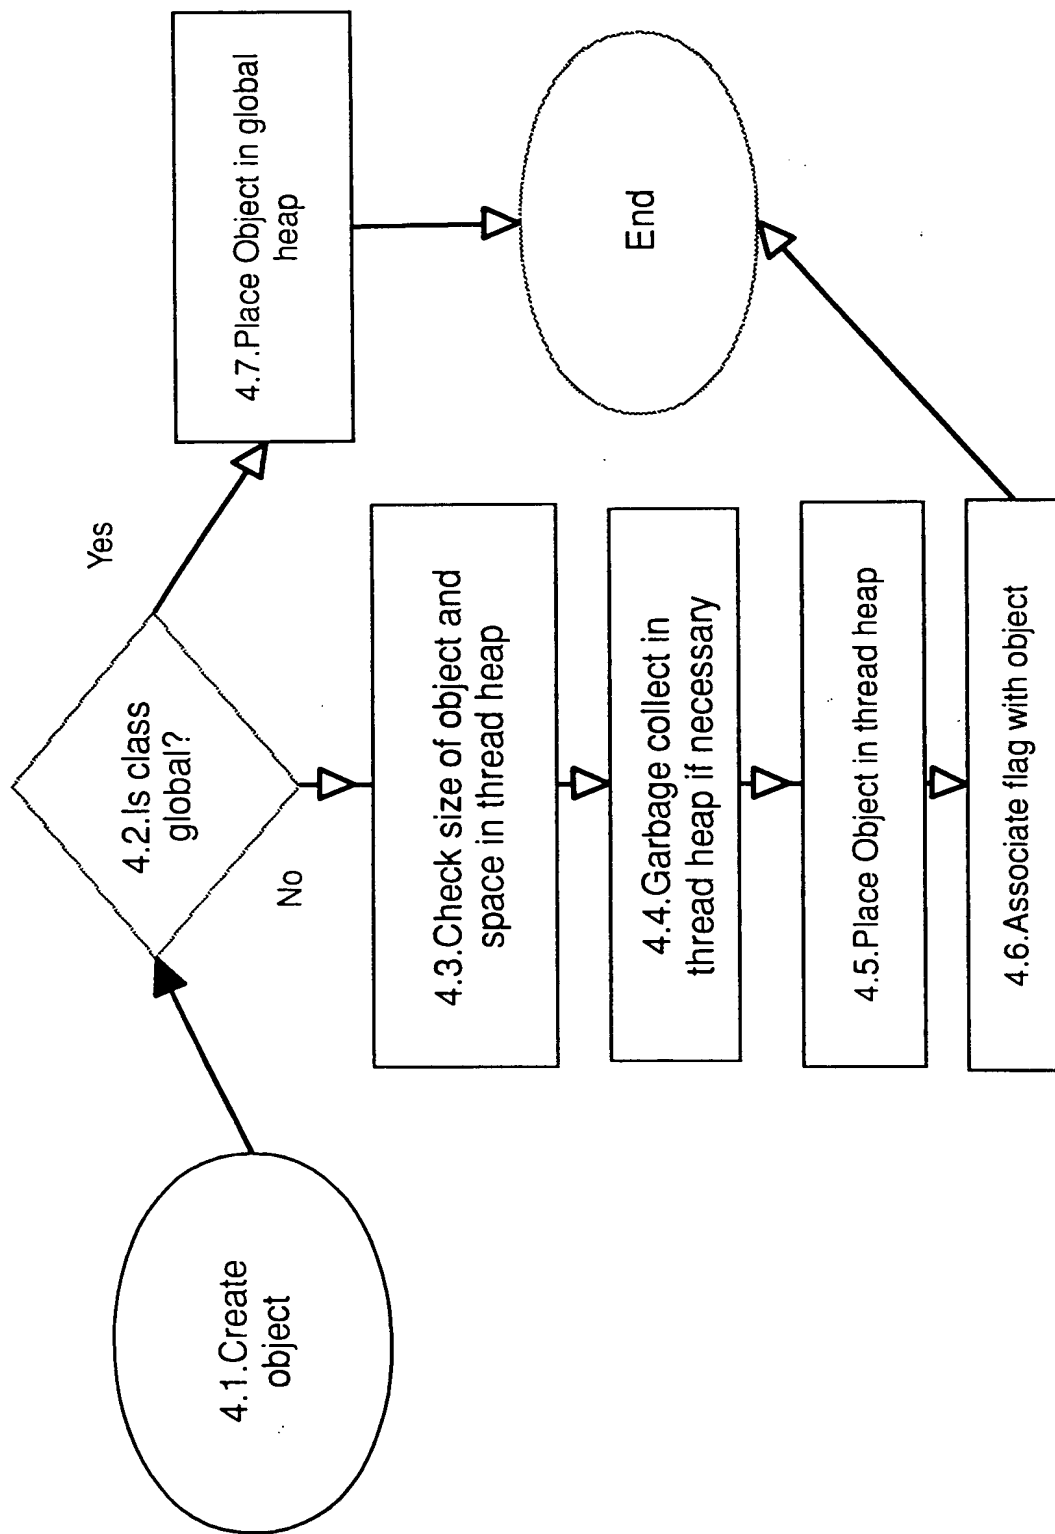 4.1.Create
object
4.2.Is class
global?
Yes
No
4.7.Place Object in global
heap
4.3.Check size of object and
space in thread heap
4.4.Garbage collect in
thread heap if necessary
4.5.Place Object in thread heap
4.6.Associate flag with object
End